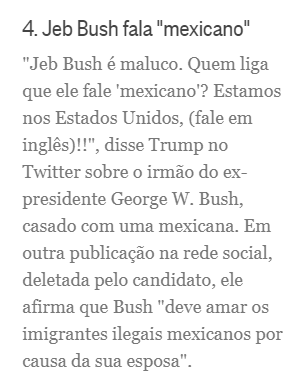 4. Jeb Bush fala "mexicano"
"Jeb Bush é maluco. Quem liga
que ele fale 'mexicano'? Estamos
nos Estados Unidos, (fale em
inglês)!!", disse Trump no
Twitter sobre o irmão do ex-
presidente George W. Bush,
casado com uma mexicana. Em
outra publicação na rede social,
deletada pelo candidato, ele
afirma que Bush "deve amar os
imigrantes ilegais mexicanos por
causa da sua esposa".